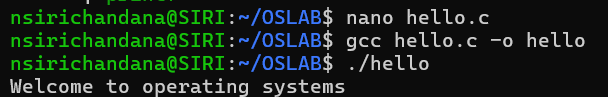 nsirichandana@SIRI:~/OSLAB$ nano hello.c
nsirichandana@SIRI:~/OSLAB$ gcc hello.c -o hello
nsirichandana@SIRI:~/OSLAB$ ./hello
Welcome to operating systems